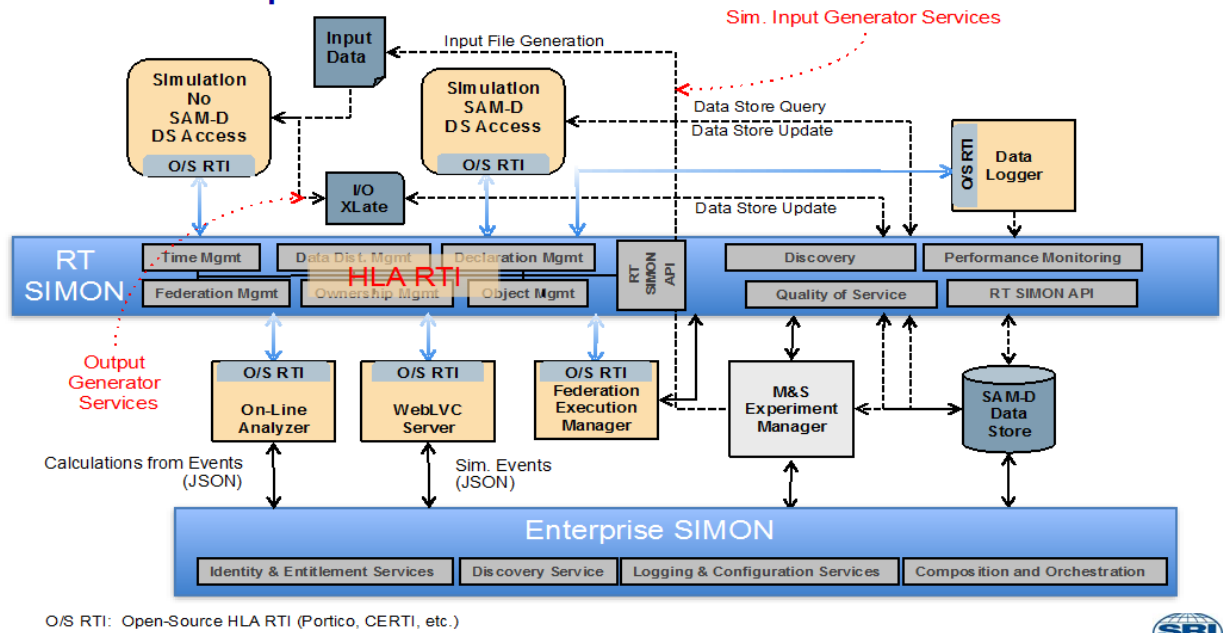 Sim. Input Generator Services
Input
Data
Input File Generation
Simulation
No
SAM-D
DS Access
O/S RTI
Simulation
SAM-D
DS Access
O/S RTI
Data Store Query
Data Store Update
O/S RTI
Data
Logger
I/O
XLate
Data Store Update
RT
SIMON
Time Mgmt
Data Dist. Mgmt
Declaration Mgmt
HLA RTI
Federation Mgmt
Ownership Mgmt
Object Mgmt
RT
SIMON
API
Discovery
Performance Monitoring
Quality of Service
RT SIMON API
Output
Generator
Services
O/S RTI
On-Line
Analyzer
O/S RTI
WebLVC
Server
O/S RTI
Federation
Execution
Manager
M&S
Experiment
Manager
SAM-D
Data
Store
Calculations from Events
(JSON)
Sim. Events
(JSON)
Enterprise SIMON
Identity & Entitlement Services
Discovery Service
Logging & Configuration Services
Composition and Orchestration
O/S RTI: Open-Source HLA RTI (Portico, CERTI, etc.)